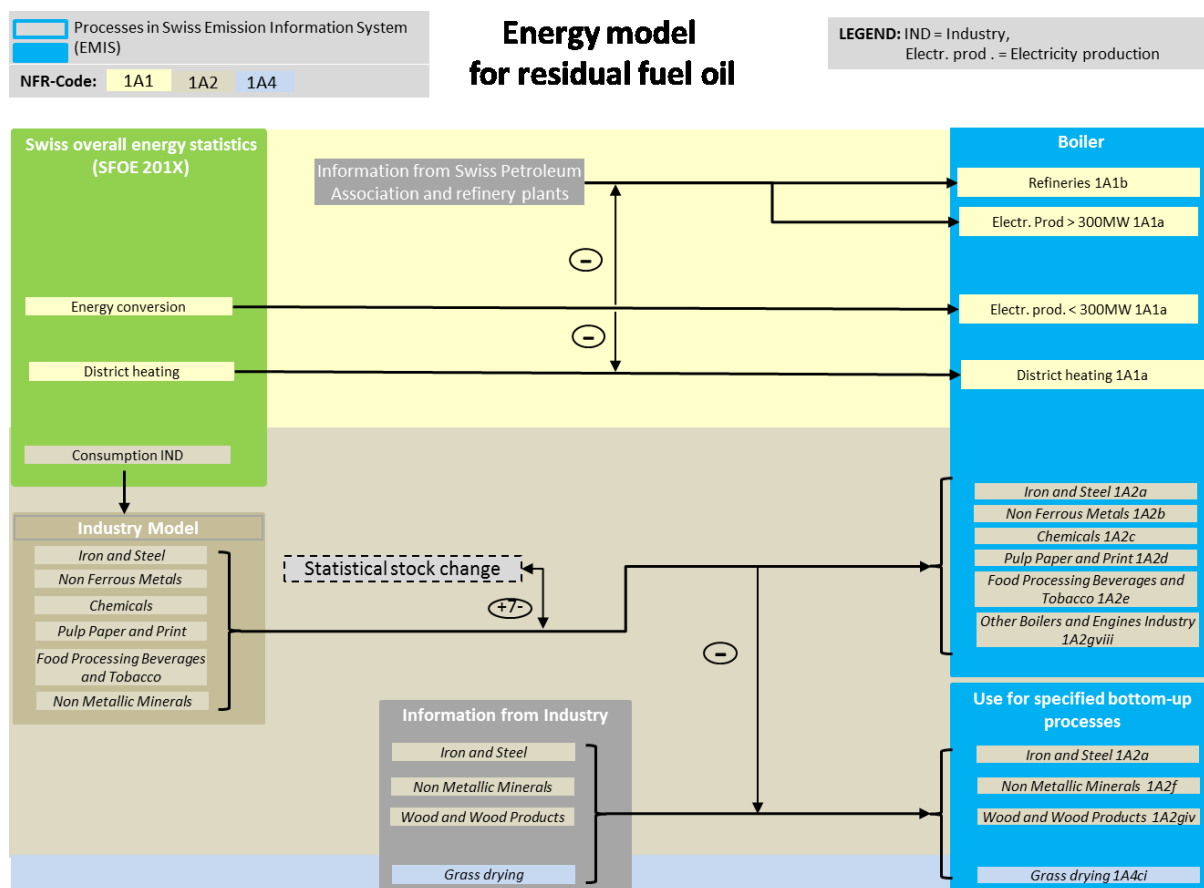 Processes in Swiss Emission Information System
(EMIS)
NFR-Code: 1A1 1A2 1A4
Energy model
for residual fuel oil
LEGEND: IND = Industry,
Electr. prod . = Electricity production
Swiss overall energy statistics
(SFOE 201X)
Energy conversion
District heating
Consumption IND
Information from Swiss Petroleum
Association and refinery plants
-
-
Boiler
Refineries 1A1b
Electr. Prod > 300MW 1A1a
Electr. prod. < 300MW 1A1a
District heating 1A1a
Industry Model
Iron and Steel
Non Ferrous Metals
Chemicals
Pulp Paper and Print
Food Processing Beverages
and Tobacco
Non Metallic Minerals
Statistical stock change
+7-
-
Iron and Steel 1A2a
Non Ferrous Metals 1A2b
Chemicals 1A2c
Pulp Paper and Print 1A2d
Food Processing Beverages and
Tobacco 1A2e
Other Boilers and Engines Industry
1A2gviii
Information from Industry
Iron and Steel
Non Metallic Minerals
Wood and Wood Products
Grass drying
Use for specified bottom-up
processes
Iron and Steel 1A2a
Non Metallic Minerals 1A2f
Wood and Wood Products 1A2giv
Grass drying 1A4ci